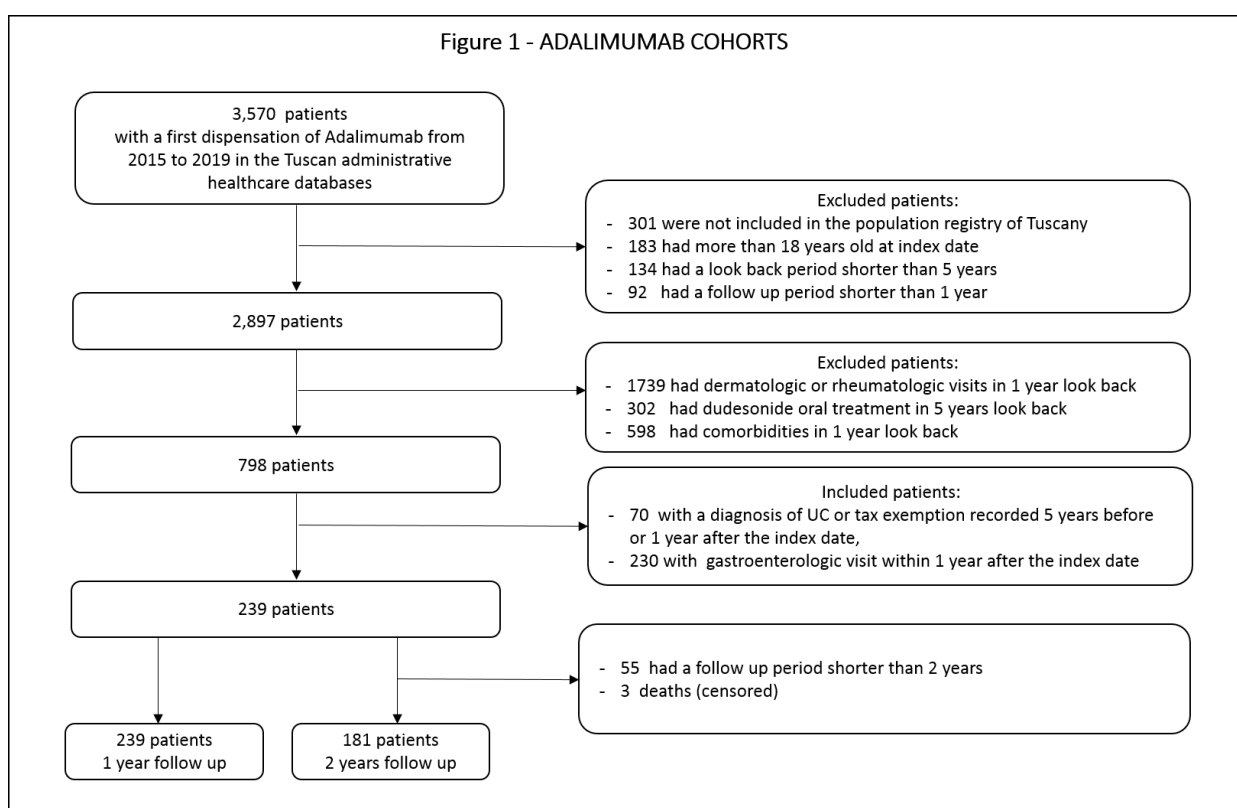 Figure 1 - ADALIMUMAB COHORTS
3,570 patients
with a first dispensation of Adalimumab from
2015 to 2019 in the Tuscan administrative
healthcare databases
Excluded patients:
- 301 were not included in the population registry of Tuscany
- 183 had more than 18 years old at index date
- 134 had a look back period shorter than 5 years
- 92 had a follow up period shorter than 1 year
2,897 patients
Excluded patients:
- 1739 had dermatologic or rheumatologic visits in 1 year look back
- 302 had dudesonide oral treatment in 5 years look back
- 598 had comorbidities in 1 year look back
798 patients
Included patients:
- 70 with a diagnosis of UC or tax exemption recorded 5 years before
or 1 year after the index date,
- 230 with gastroenterologic visit within 1 year after the index date
239 patients
- 55 had a follow up period shorter than 2 years
- 3 deaths (censored)
239 patients
1 year follow up
181 patients
2 years follow up